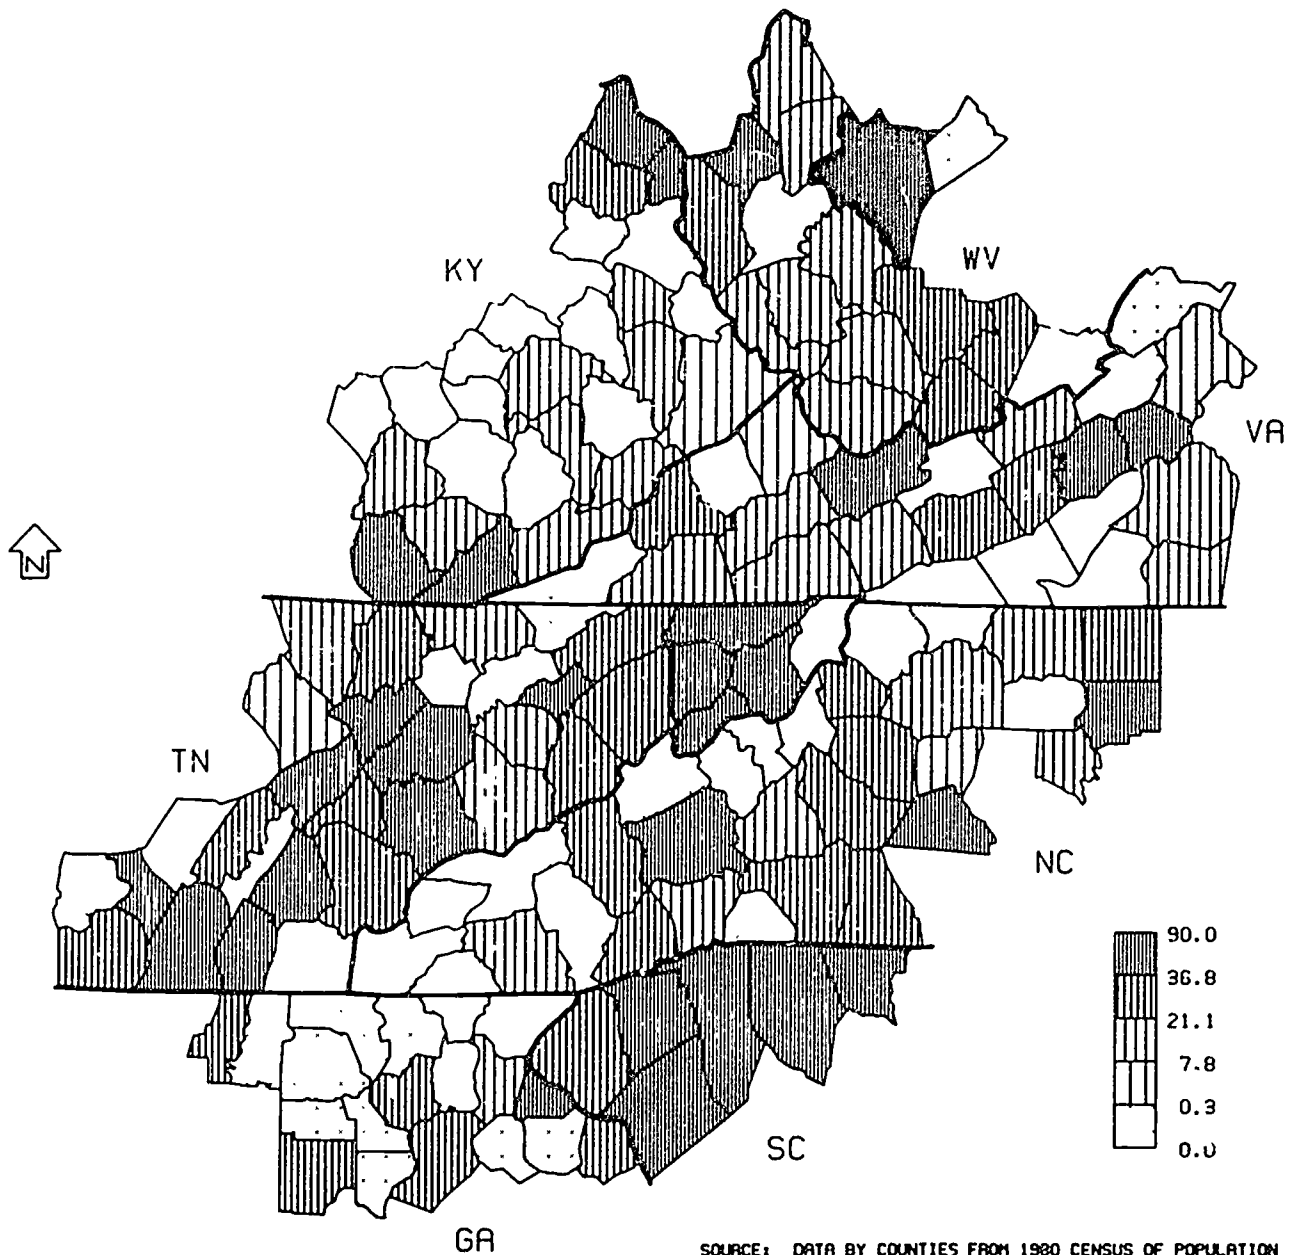 KY
WV
VA
N
TN
NC
90.0
36.8
21.1
7.8
0.3
0.0
SC
GA
SOURCE: DATA BY COUNTIES FROM 1980 CENSUS OF POPULATION